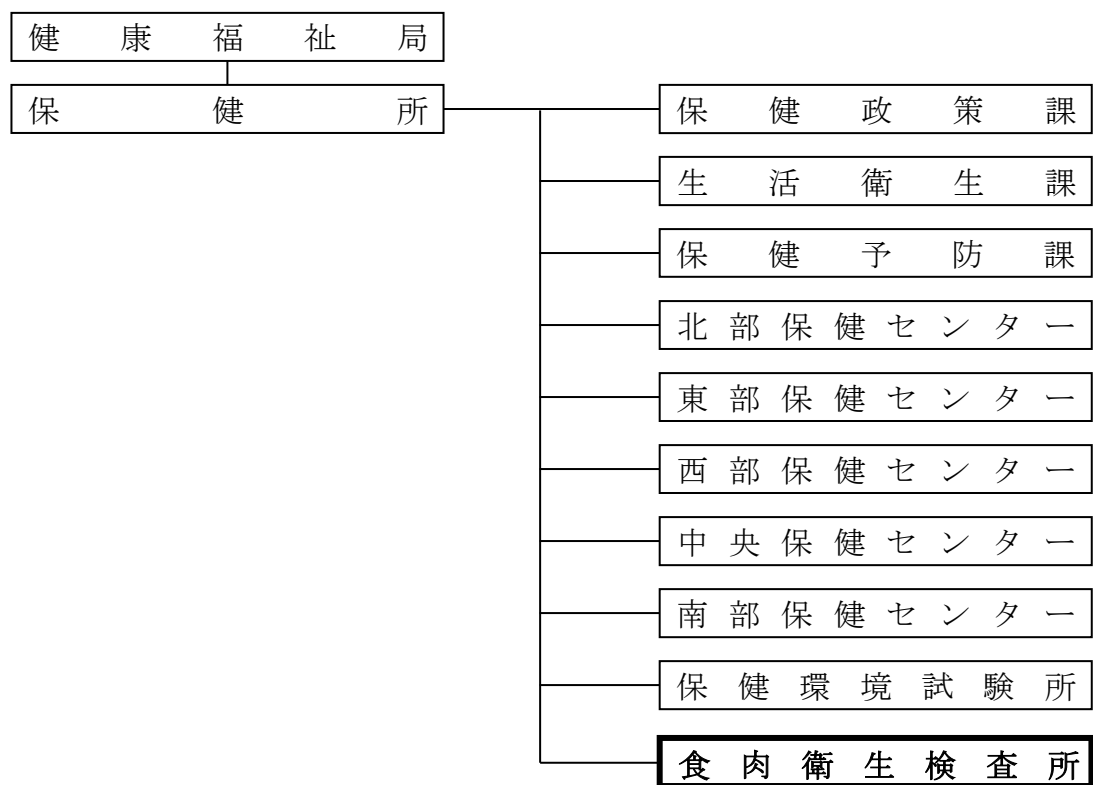 健康福祉局
保健所
保健政策課
生活衛生課
保健予防課
北部保健センター
東部保健センター
西部保健センター
中央保健センター
南部保健センター
保健環境試験所
食肉衛生検査所